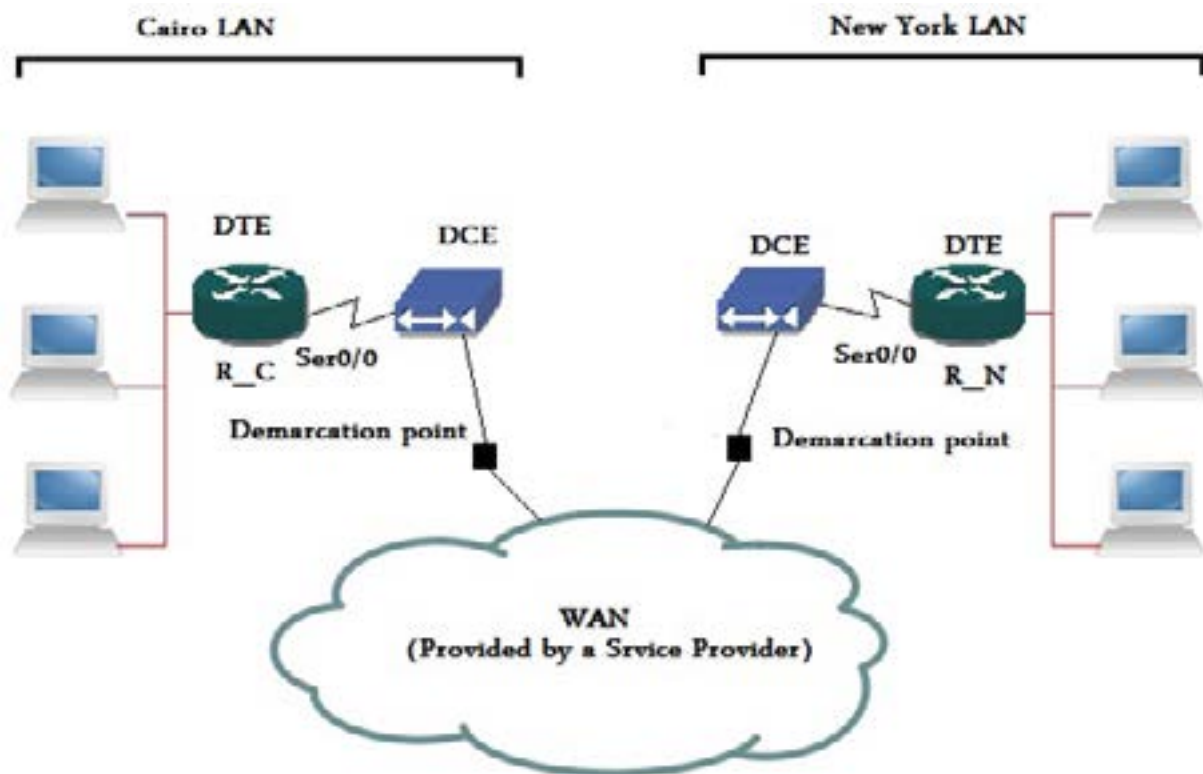 Cairo LAN
New York LAN
DTE
DCE
DCE
DTE
Ser0/0
Ser0/0
R_C
R_N
Demarcation point
Demarcation point
WAN
(Provided by a Srvice Provider)